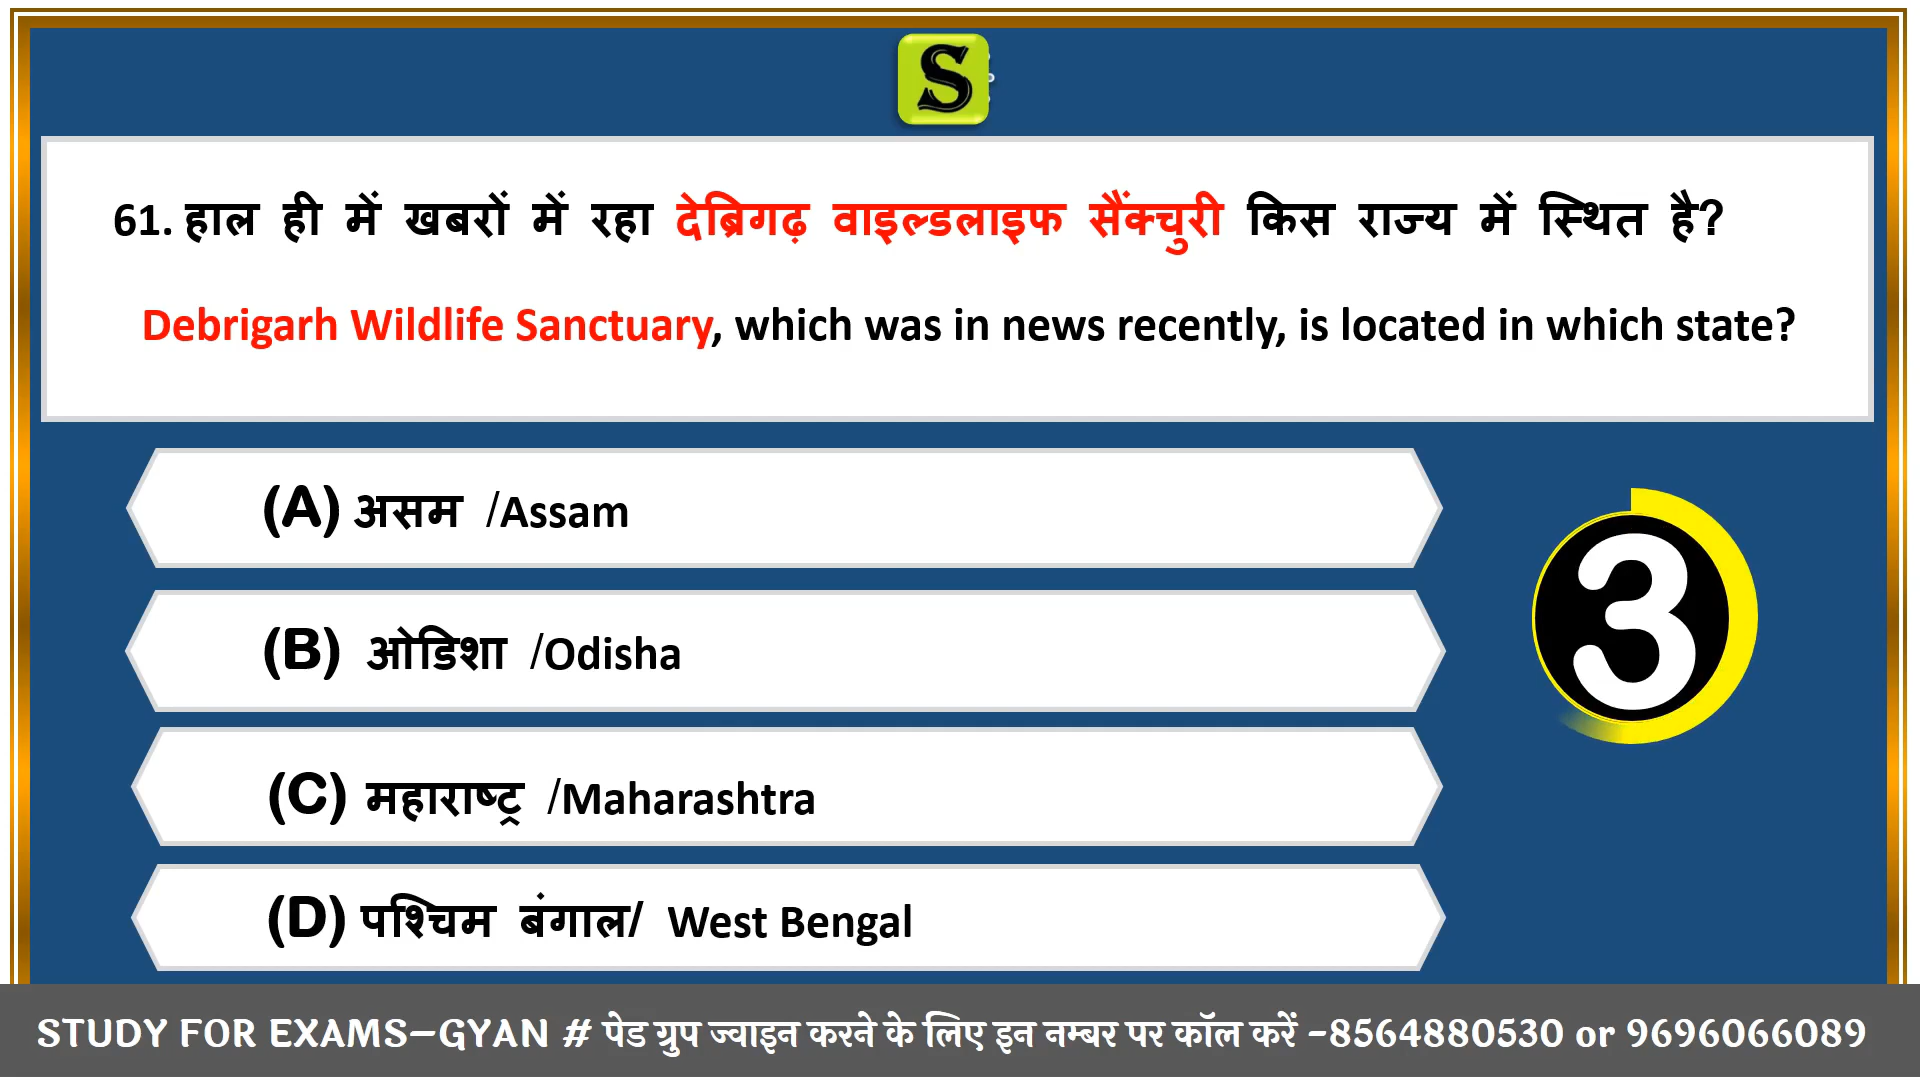 S
61. हाल ही में खबरों में रहा देब्रिगढ़ वाइल्डलाइफ सैंक्चुरी किस राज्य में स्थित है?
Debrigarh Wildlife Sanctuary, which was in news recently, is located in which state?
(A) असम /Assam
(B) ओडिशा /Odisha
3
(C) महाराष्ट्र /Maharashtra
(D) पश्चिम बंगाल/ West Bengal
STUDY FOR EXAMS–GYAN # पेड ग्रुप ज्वाइन करने के लिए इन नम्बर पर कॉल करें -8564880530 or 9696066089